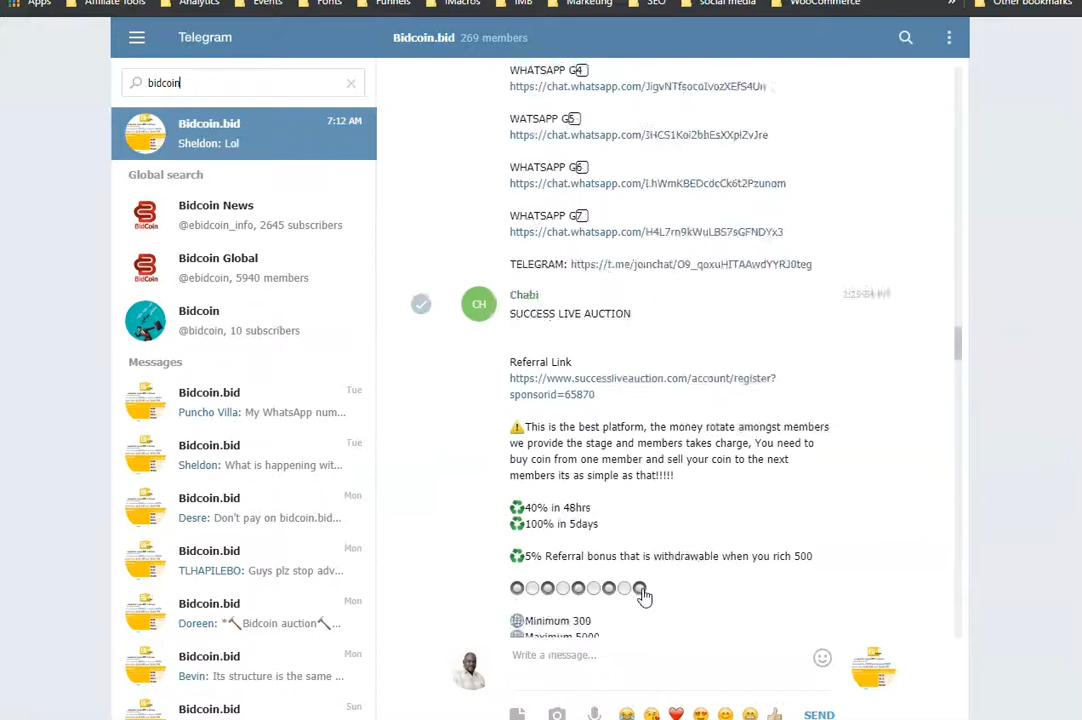 Apps
Affiliate Tools
Analytics
Events
Fonts
Funnels
iMacros
IMB
Marketing
SEO
social media
WooCommerce
»
Other bookmarks
Telegram
Bidcoin.bid 269 members
bidcoin
Bidcoin.bid
7:12 AM
Sheldon: Lol
Global search
Bidcoin News
@ebidcoin_info, 2645 subscribers
Bidcoin Global
@ebidcoin, 5940 members
Bidcoin
@bidcoin, 10 subscribers
Messages
Bidcoin.bid
Tue
Puncho Villa: My WhatsApp num...
Bidcoin.bid
Tue
Sheldon: What is happening wit...
Bidcoin.bid
Mon
Desre: Don't pay on bidcoin.bid...
Bidcoin.bid
Mon
TLHAPILEBO: Guys plz stop adv...
Bidcoin.bid
Mon
Doreen: *🔨Bidcoin auction🔨...
Bidcoin.bid
Mon
Bevin: Its structure is the same ...
Bidcoin.bid
Sun
WHATSAPP G4
WATSAPP G5
WHATSAPP G6
WHATSAPP G7
TELEGRAM:
CH
Chabi
SUCCESS LIVE AUCTION
Referral Link
https://www.successliveauction.com/account/register?
sponsorid=65870
⚠This is the best platform, the money rotate amongst members
we provide the stage and members takes charge, You need to
buy coin from one member and sell your coin to the next
members its as simple as that!!!!!
♻40% in 48hrs
♻100% in 5days
♻5% Referral bonus that is withdrawable when you rich 500
🌐Minimum 300
🌐Maximum 5000
Write a message...
SEND